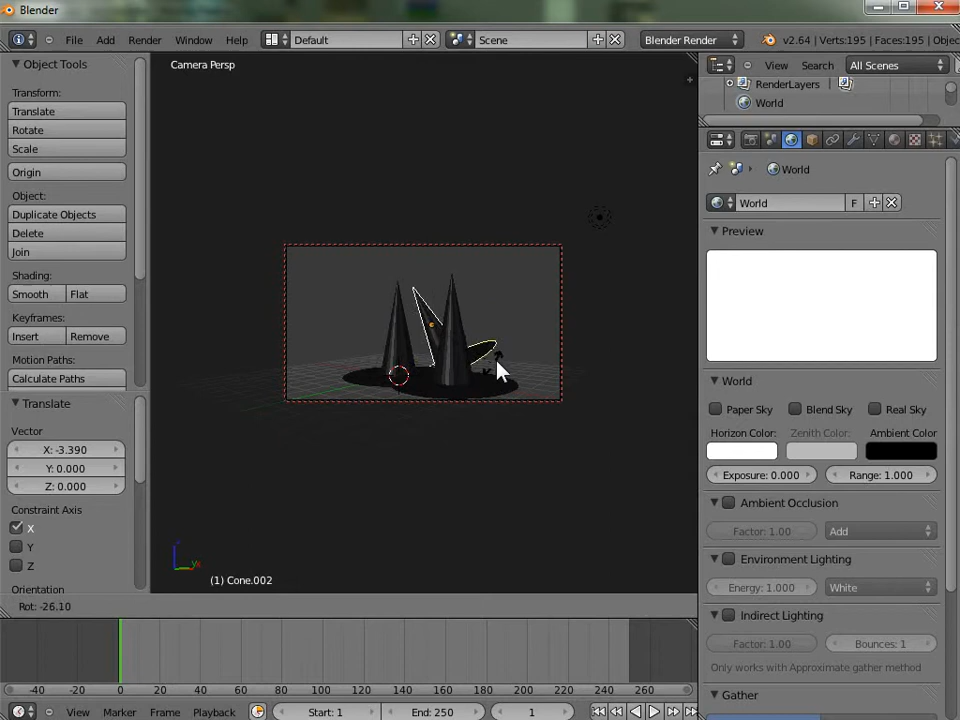 Blender
File Add Render Window Help Default Scene Blender Render v2.64 | Verts:195 | Faces:195 | Objec
Object Tools
Transform:
Translate
Rotate
Scale
Origin
Object:
Duplicate Objects
Delete
Join
Shading:
Smooth Flat
Keyframes:
Insert Remove
Motion Paths:
Calculate Paths
Translate
Vector
X: -3.390
Y: 0.000
Z: 0.000
Constraint Axis
X
Y
Z
Orientation
Rot: -26.10
Camera Persp
(1) Cone.002
View Search All Scenes
RenderLayers
World
World
World F
Preview
World
Paper Sky Blend Sky Real Sky
Horizon Color: Zenith Color: Ambient Color
Exposure: 0.000 Range: 1.000
Ambient Occlusion
Factor: 1.00 Add
Environment Lighting
Energy: 1.000 White
Indirect Lighting
Factor: 1.00 Bounces: 1
Only works with Approximate gather method
Gather
-40 -20 0 20 40 60 80 100 120 140 160 180 200 220 240 260
View Marker Frame Playback Start: 1 End: 250 1